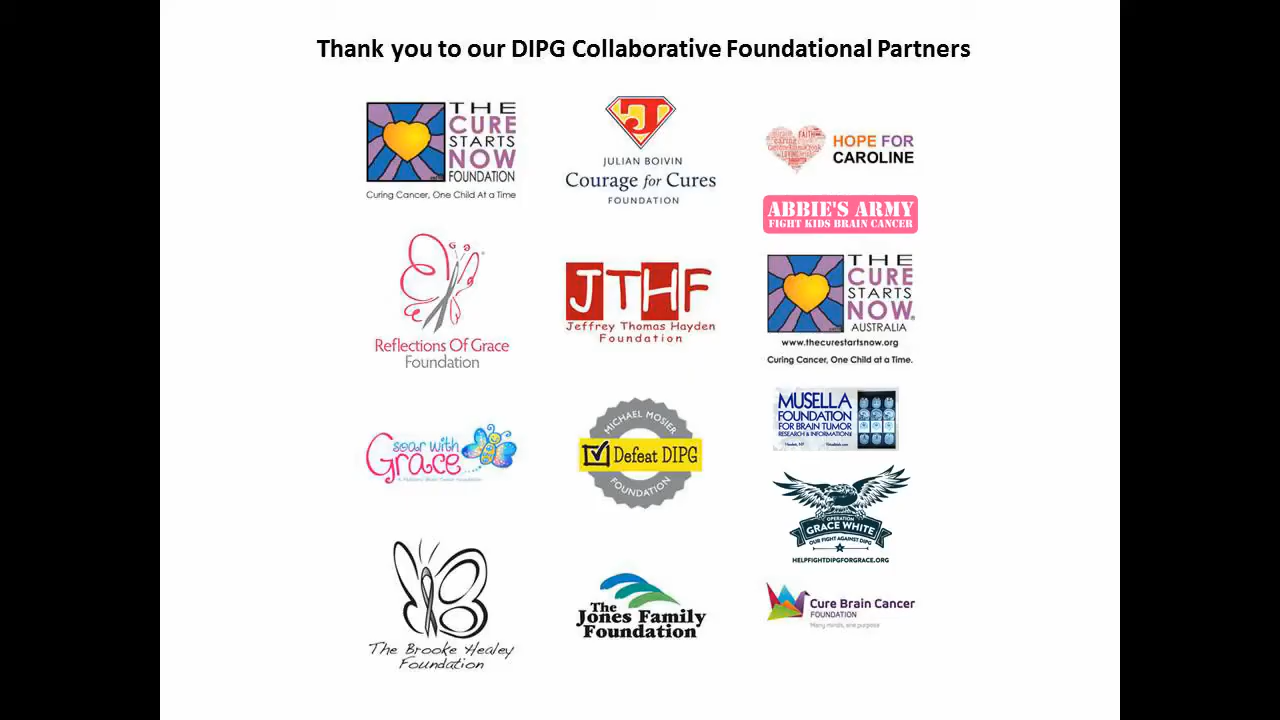 Thank you to our DIPG Collaborative Foundational Partners
THE
CURE
STARTS
NOW
FOUNDATION
Curing Cancer, One Child At a Time
J
JULIAN BOIVIN
Courage for Cures
FOUNDATION
FAITH
caring
LOVING
HOPE FOR
CAROLINE
ABBIE'S ARMY
FIGHT KIDS BRAIN CANCER
Reflections Of Grace
Foundation
JTHF
Jeffrey Thomas Hayden
Foundation
THE
CURE
STARTS
NOW®
AUSTRALIA
www.thecurestartsnow.org
Curing Cancer, One Child at a Time.
soar with
Grace
MICHAEL MOSIER
Defeat DIPG
FOUNDATION
MUSELLA
FOUNDATION
FOR BRAIN TUMOR
RESEARCH & INFORMATION
OPERATION
GRACE WHITE
OUR FIGHT AGAINST DIPG
HELPFIGHTDIPGFORGRACE.ORG
The Brooke Healey
Foundation
The
Jones Family
Foundation
Cure Brain Cancer
FOUNDATION
Many minds, one purpose